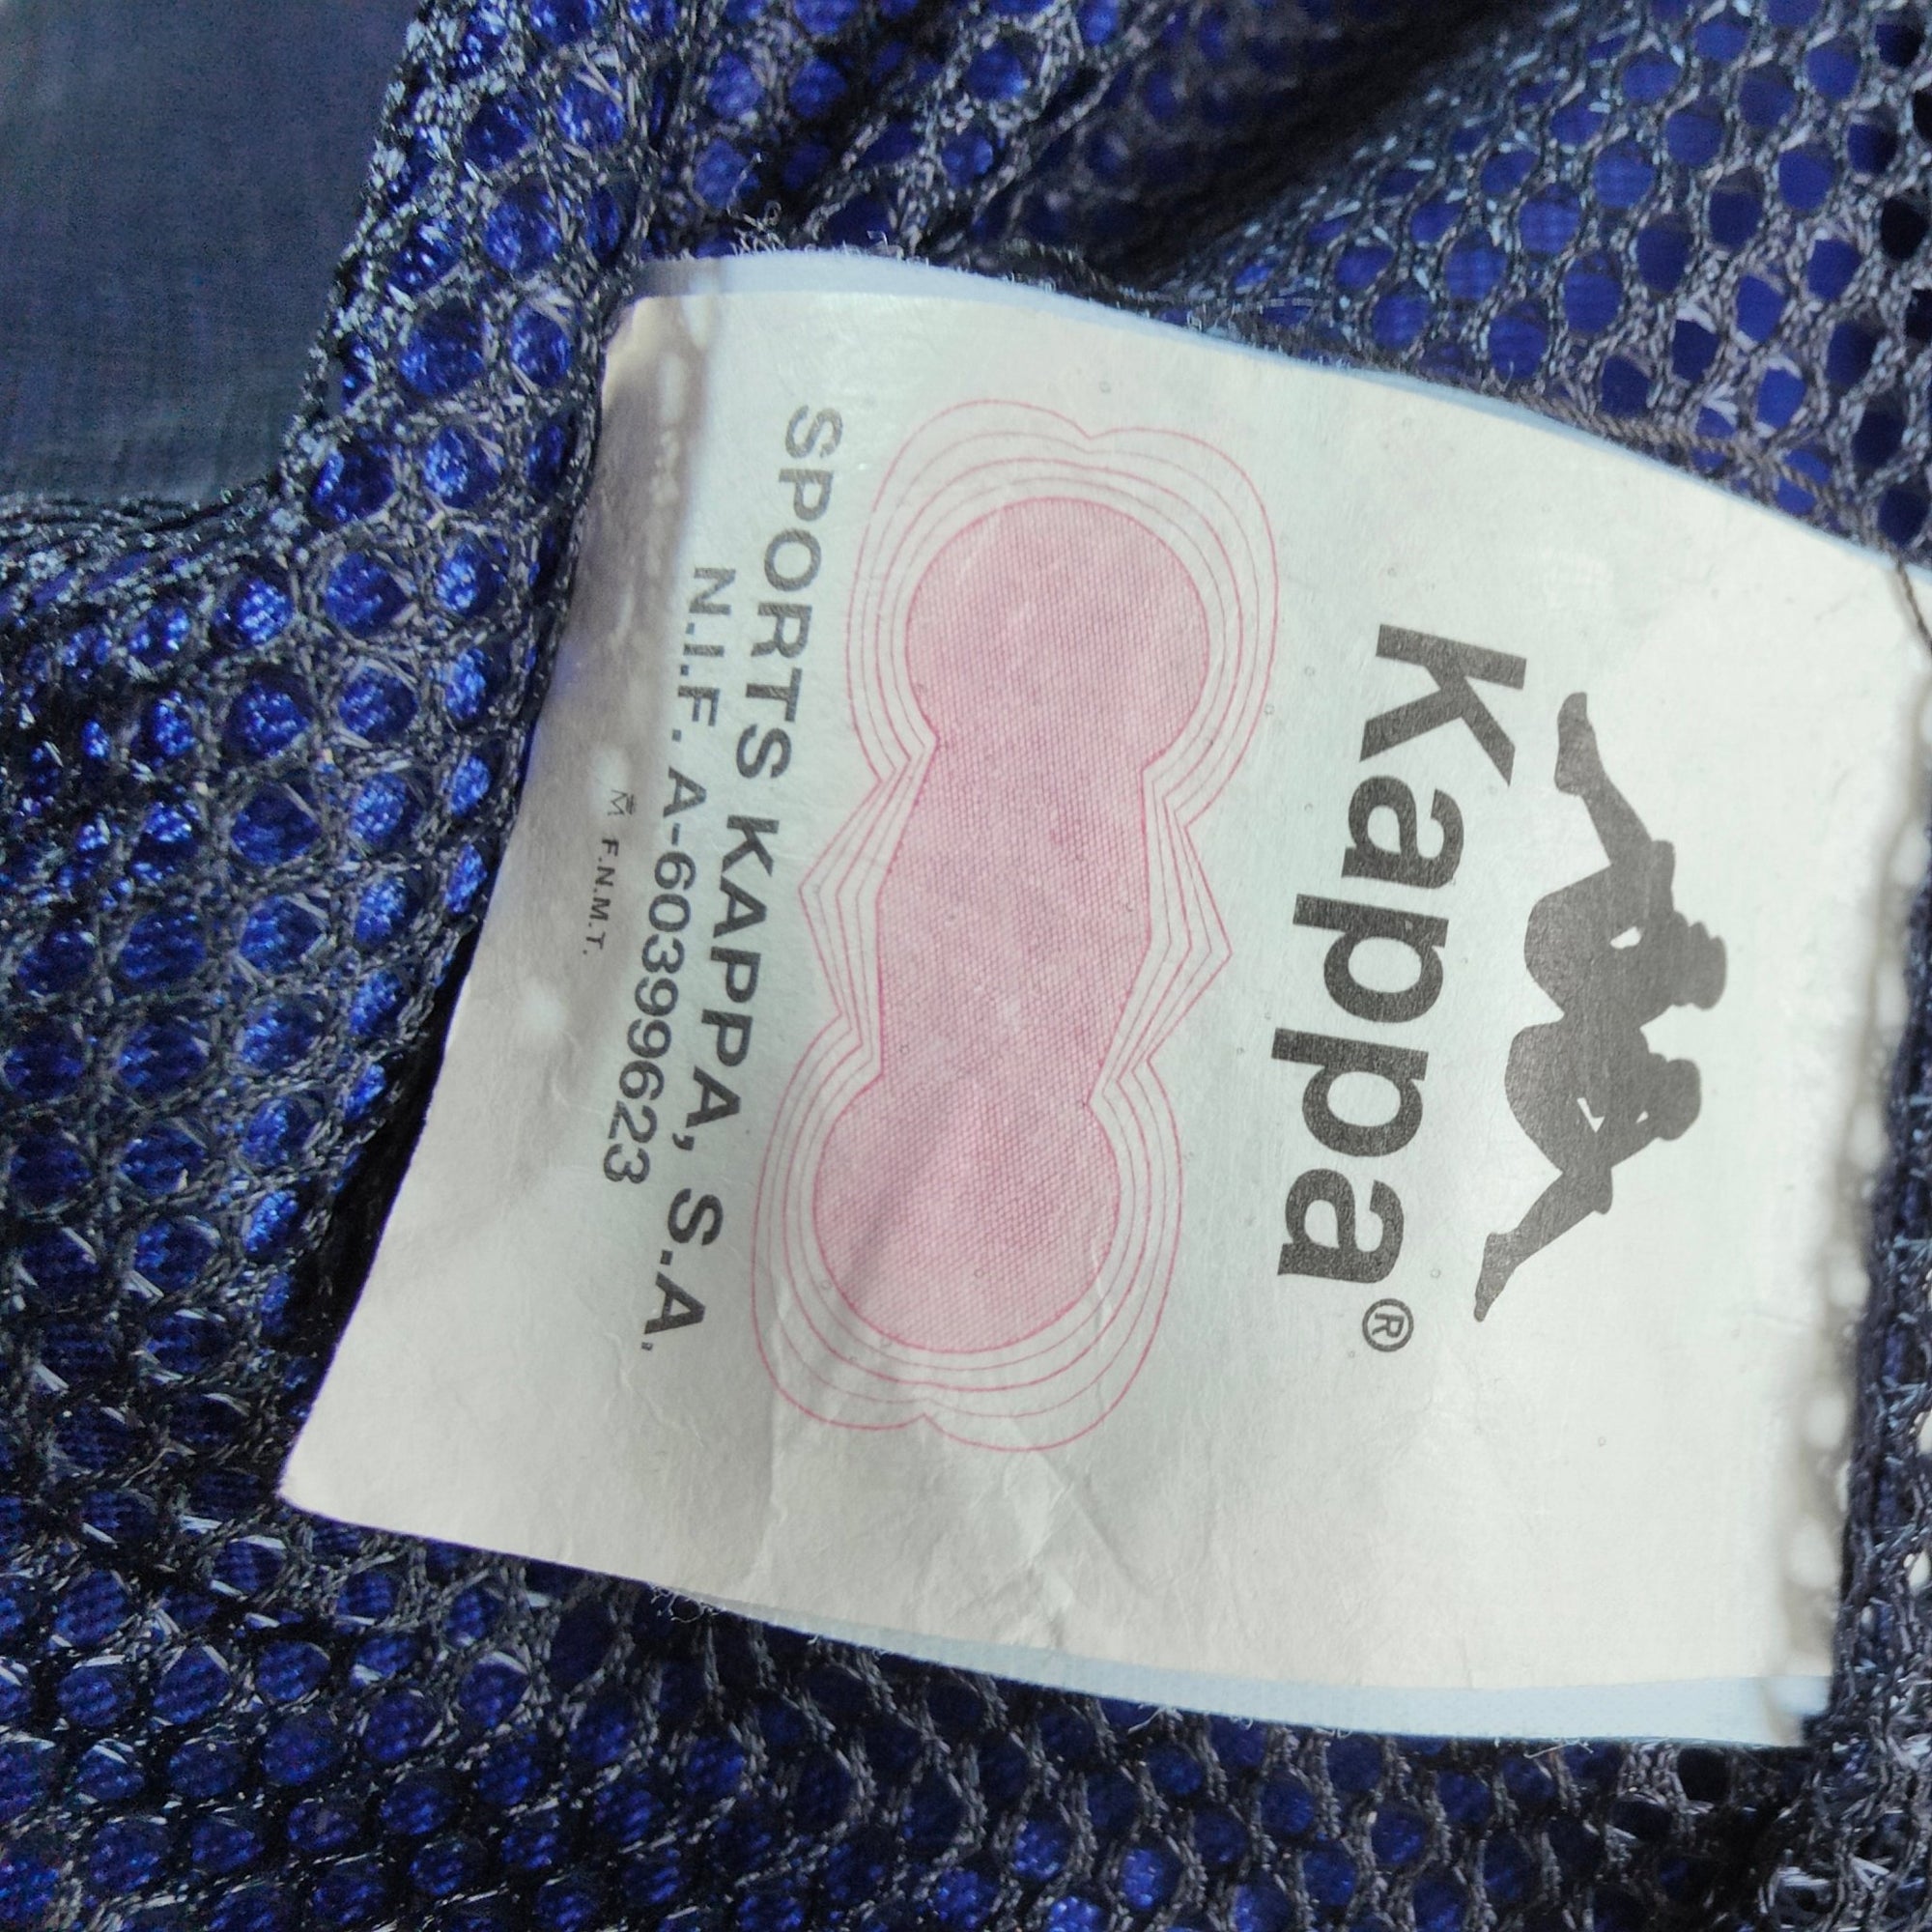 Kappa®
SPORTS KAPPA, S.A.
N.I.F. A-60399623
M F.N.M.T.